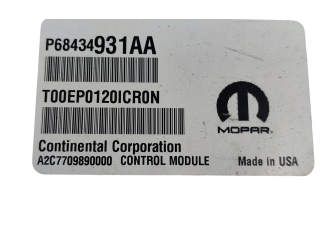 P68434931AA
T00EP0120ICR0N
MOPAR
Continental Corporation
A2C7709890000 CONTROL MODULE Made in USA